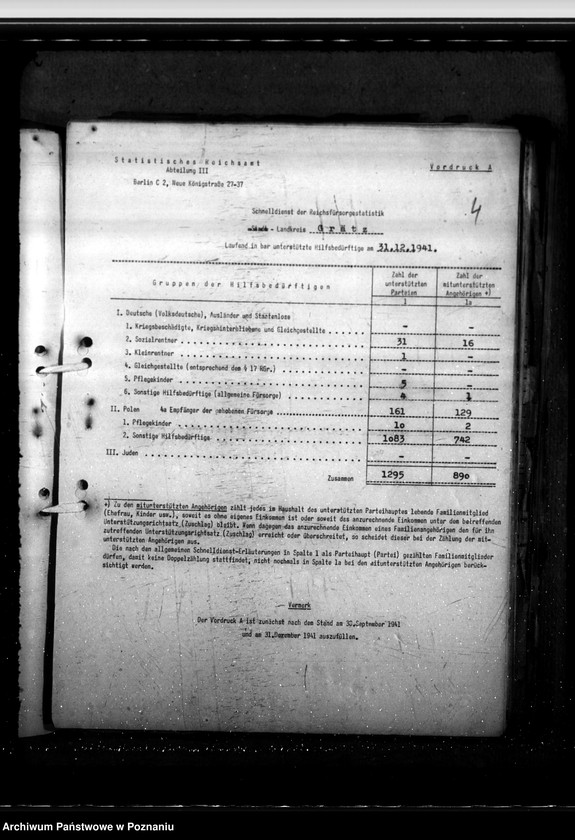 Statistisches Reichsamt
Abteilung III
Berlin C 2, Neue Königstraße 27-37
Vordruck A
4
Schnelldienst der Reichsfürsorgestatistik
- Landkreis Grätz
Laufend in bar unterstützte Hilfsbedürftige am 31.12.1941.
Gruppen der Hilfsbedürftigen
Zahl der unterstützten Parteien
Zahl der mitunterstützten Angehörigen +)
1 1a
I. Deutsche (Volksdeutsche), Ausländer und Staatenlose
1. Kriegsbeschädigte, Kriegshinterbliebene und Gleichgestellte - -
2. Sozialrentner 31 16
3. Kleinrentner 1 -
4. Gleichgestellte (entsprechend dem § 17 RGr.) - -
5. Pflegekinder 5 -
6. Sonstige Hilfsbedürftige (allgemeine Fürsorge) 4 1
II. Polen 4a Empfänger der gehobenen Fürsorge 161 129
1. Pflegekinder 10 2
2. Sonstige Hilfsbedürftige 1083 742
III. Juden - -
Zusammen 1295 890
+) Zu den mitunterstützten Angehörigen zählt jedes im Haushalt des unterstützten Parteihauptes lebende Familienmitglied
(Ehefrau, Kinder usw.), soweit es ohne eigenes Einkommen ist oder soweit das anzurechnende Einkommen unter dem betreffenden
Unterstützungsrichtsatz (Zuschlag) bleibt. Wenn dagegen das anzurechnende Einkommen eines Familienangehörigen den für ihn
zutreffenden Unterstützungsrichtsatz (Zuschlag) erreicht oder überschreitet, so scheidet dieser bei der Zählung der mit-
unterstützten Angehörigen aus.
Die nach den allgemeinen Schnelldienst-Erläuterungen in Spalte 1 als Parteihaupt (Partei) gezählten Familienmitglieder
dürfen, damit keine Doppelzählung stattfindet, nicht nochmals in Spalte 1a bei den mitunterstützten Angehörigen berück-
sichtigt werden.
Vermerk
Der Vordruck A ist zunächst nach dem Stand am 30.September 1941
und am 31.Dezember 1941 auszufüllen.
Archiwum Państwowe w Poznaniu